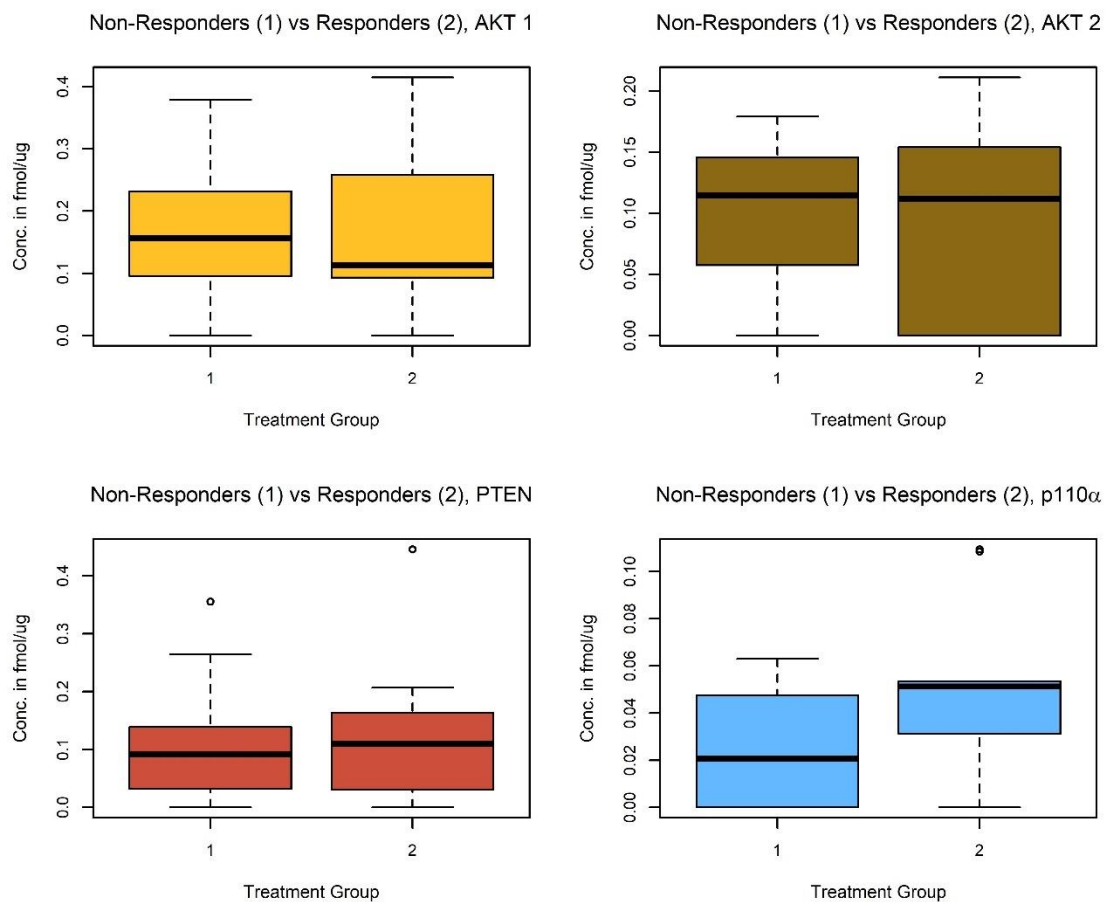 Non-Responders (1) vs Responders (2), AKT 1
Conc. in fmol/ug
0.4
0.3
0.2
0.1
0.0
1
2
Treatment Group
Non-Responders (1) vs Responders (2), AKT 2
Conc. in fmol/ug
0.20
0.15
0.10
0.05
0.00
1
2
Treatment Group
Non-Responders (1) vs Responders (2), PTEN
Conc. in fmol/ug
0.4
0.3
0.2
0.1
0.0
1
2
Treatment Group
Non-Responders (1) vs Responders (2), p110α
Conc. in fmol/ug
0.10
0.08
0.06
0.04
0.02
0.00
1
2
Treatment Group